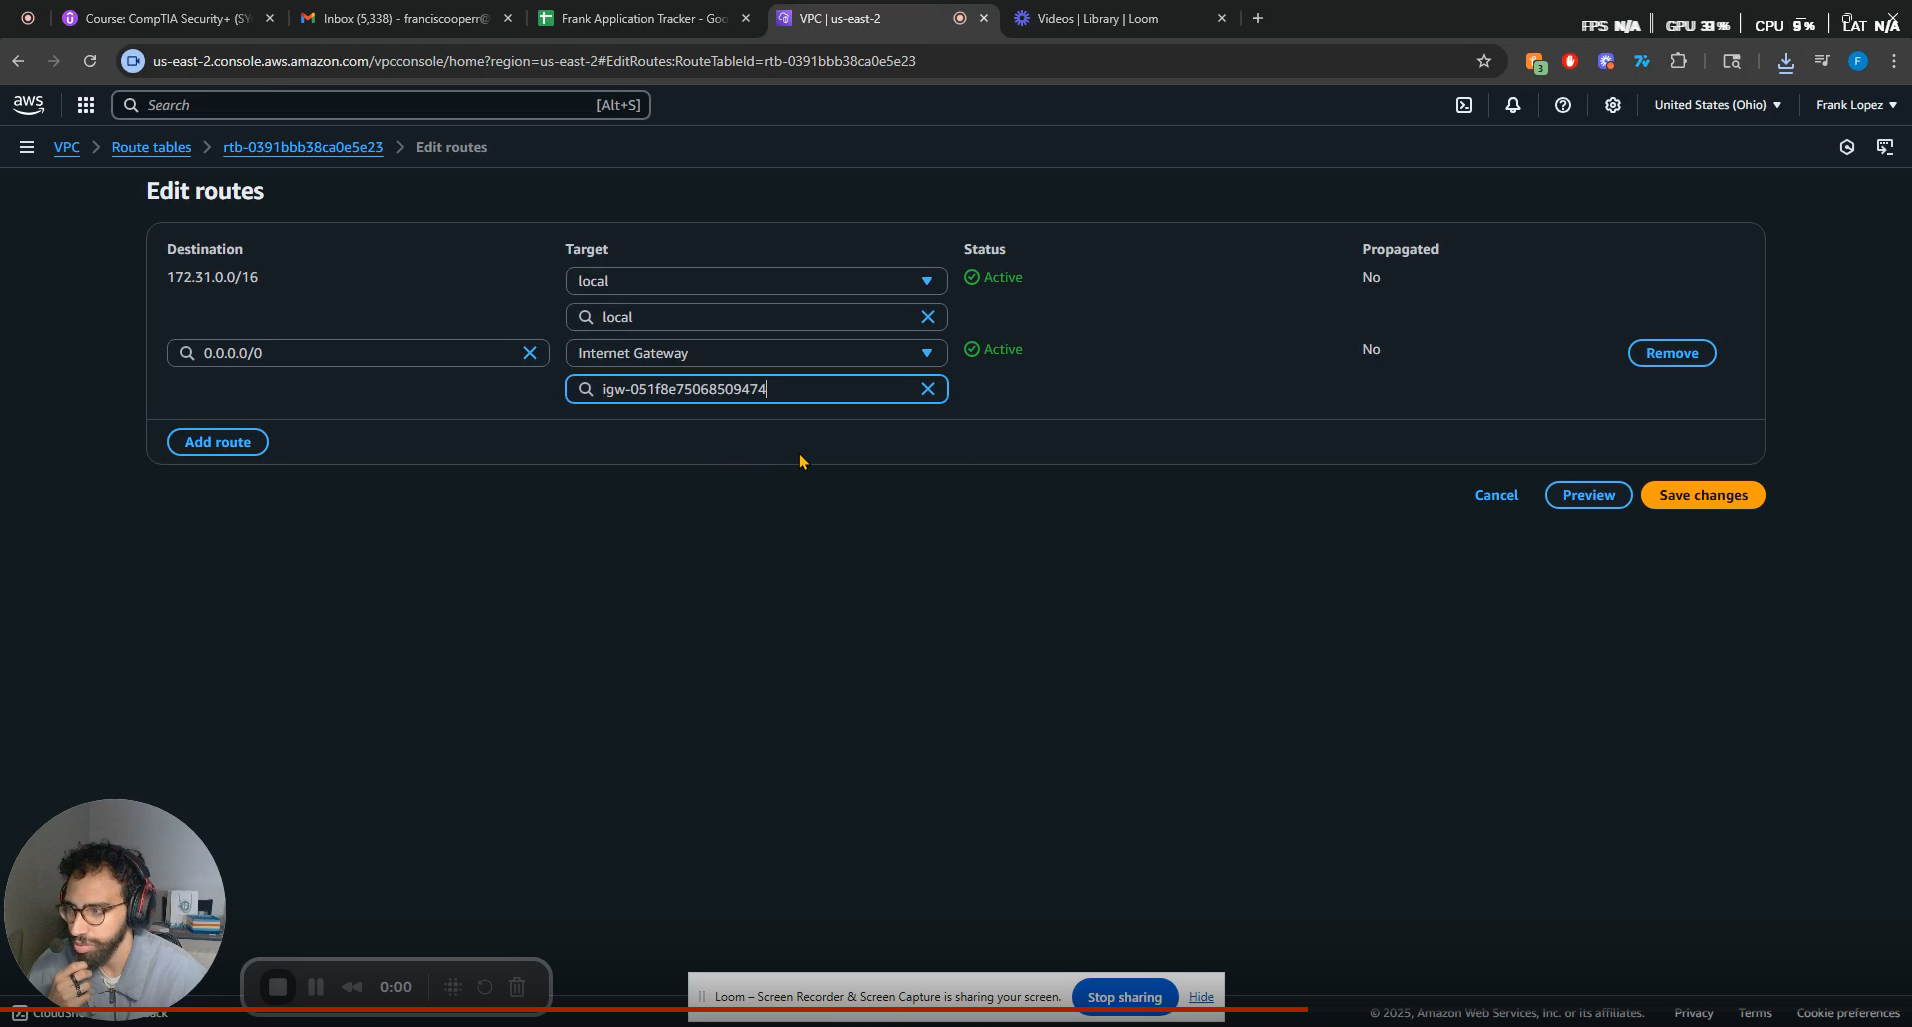 Course: CompTIA Security+ (SY
Inbox (5,338) - franciscooperr@
Frank Application Tracker - Goo
VPC | us-east-2
Videos | Library | Loom
FPS N/A
GPU
CPU
LAT N/A
us-east-2.console.aws.amazon.com/vpcconsole/home?region=us-east-2#EditRoutes:RouteTableId=rtb-0391bbb38ca0e5e23
3
F
aws
Search
[Alt+S]
United States (Ohio)
Frank Lopez
VPC
Route tables
rtb-0391bbb38ca0e5e23
Edit routes
Edit routes
Destination
Target
Status
Propagated
172.31.0.0/16
local
Active
No
local
0.0.0.0/0
Internet Gateway
Active
No
Remove
igw-051f8e75068509474
Add route
Cancel
Preview
Save changes
0:00
Loom – Screen Recorder & Screen Capture is sharing your screen.
Stop sharing
Hide
© 2025, Amazon Web Services, Inc. or its affiliates.
Privacy
Terms
Cookie preferences